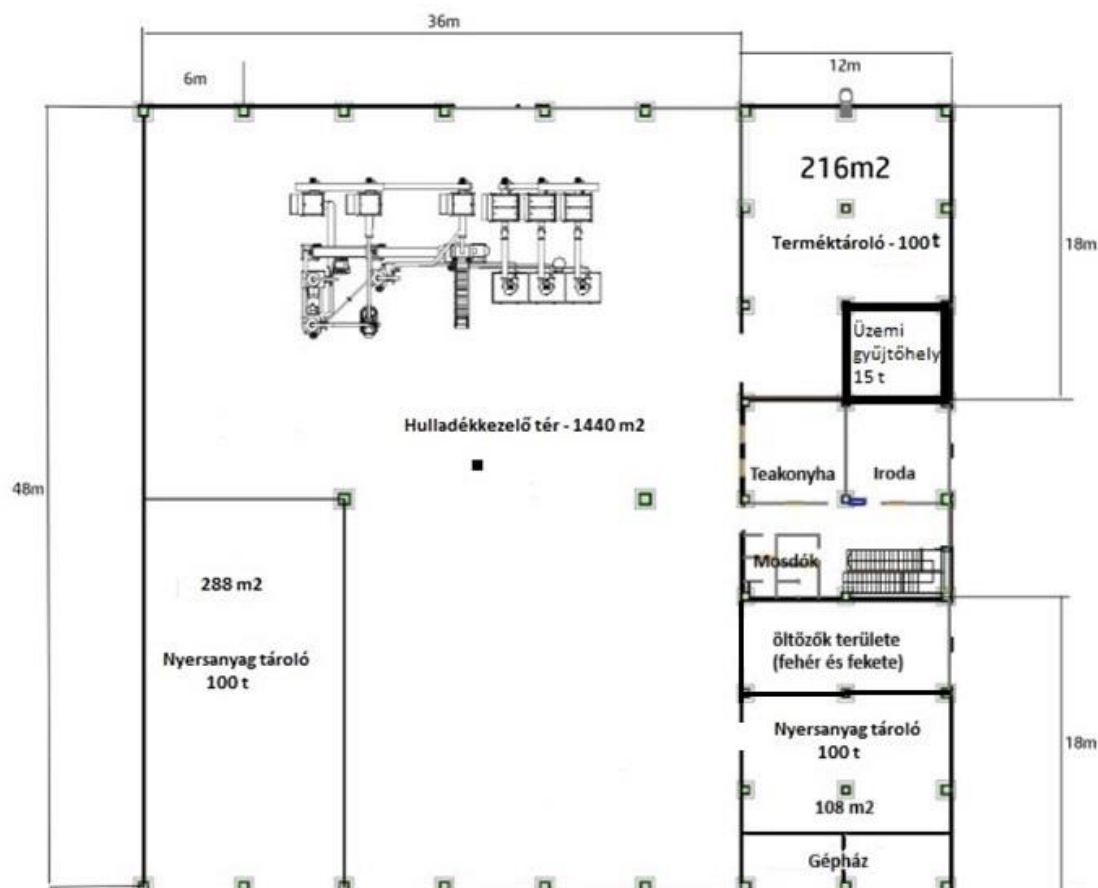 36m
6m
12m
216m2
Terméktároló - 100 t
18m
Üzemi
gyűjtőhely
15 t
Hulladékkezelő tér - 1440 m2
Teakonyha
Iroda
48m
Mosdók
288 m2
öltözők területe
(fehér és fekete)
Nyersanyag tároló
100 t
Nyersanyag tároló
100 t
18m
108 m2
Gépház